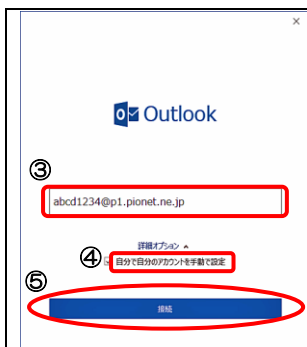 ×
Outlook
③
abcd1234@p1.pionet.ne.jp
詳細オプション ▲
④ 自分で自分のアカウントを手動で設定
⑤
接続